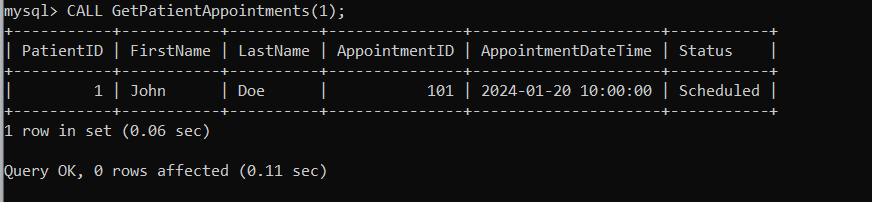 mysql> CALL GetPatientAppointments(1);
+-----------+-----------+----------+---------------+---------------------+-----------+
| PatientID | FirstName | LastName | AppointmentID | AppointmentDateTime | Status    |
+-----------+-----------+----------+---------------+---------------------+-----------+
|         1 | John      | Doe      |           101 | 2024-01-20 10:00:00 | Scheduled |
+-----------+-----------+----------+---------------+---------------------+-----------+
1 row in set (0.06 sec)

Query OK, 0 rows affected (0.11 sec)